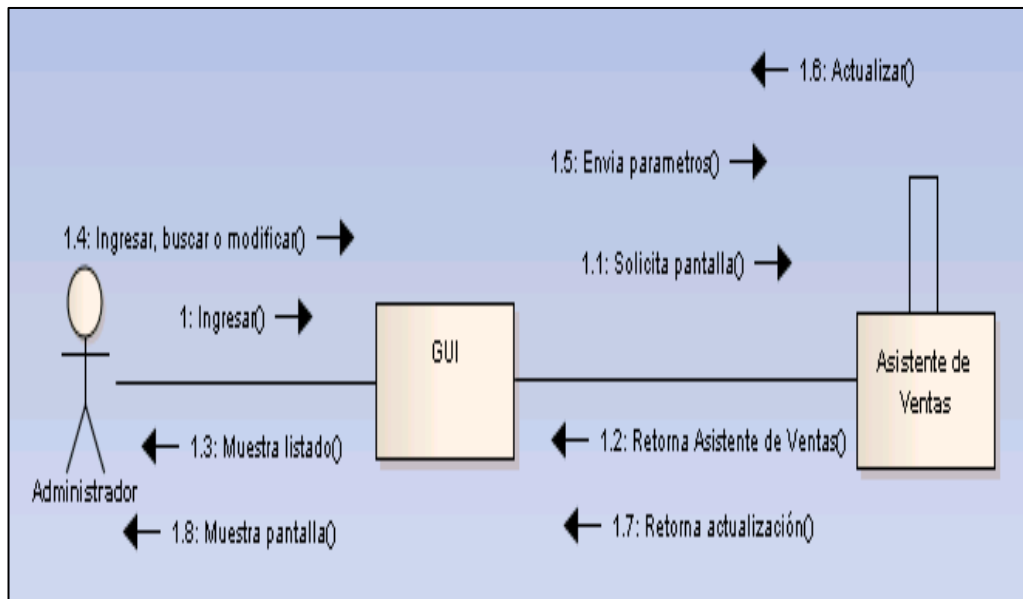 1.6: Actualizar()
1.5: Envia parametros()
1.4: Ingresar, buscar o modificar()
1.1: Solicita pantalla()
1: Ingresar()
GUI
Asistente de
Ventas
1.3: Muestra listado()
1.2: Retorna Asistente de Ventas()
Administrador
1.8: Muestra pantalla()
1.7: Retorna actualización()